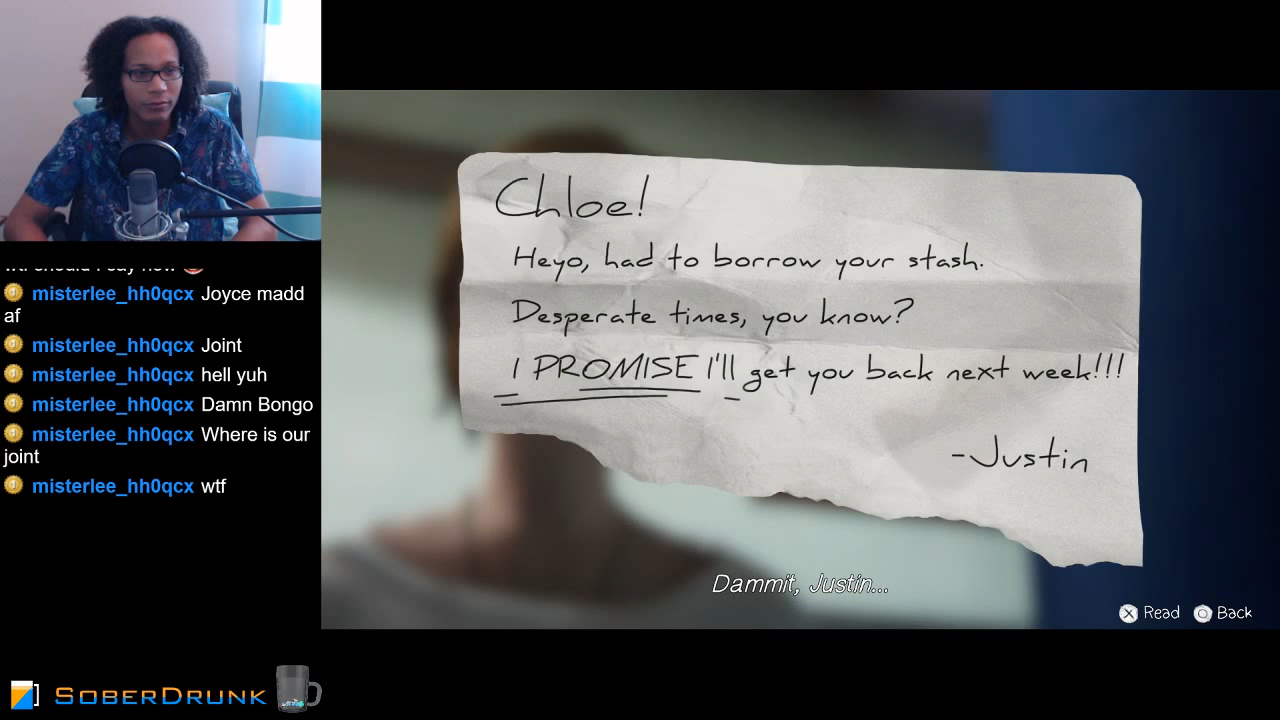 misterlee_hh0qcx Joyce madd
af
misterlee_hh0qcx Joint
misterlee_hh0qcx hell yuh
misterlee_hh0qcx Damn Bongo
misterlee_hh0qcx Where is our
joint
misterlee_hh0qcx wtf
Chloe!
Heyo, had to borrow your stash.
Desperate times, you know?
I PROMISE I'll get you back next week!!!
-Justin
Dammit, Justin...
Read Back
SOBERDRUNK